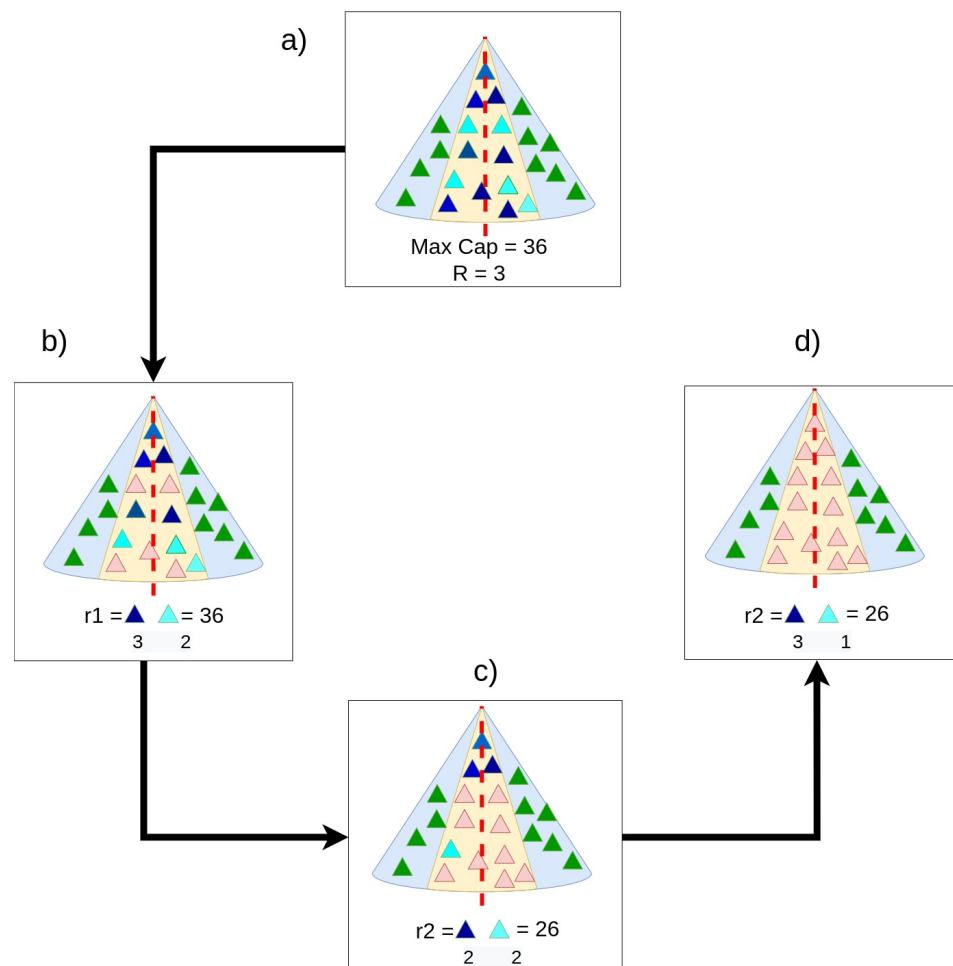 a)
Max Cap = 36
R = 3
b)
r1 = = 36
3 2
c)
r2 = = 26
2 2
d)
r2 = = 26
3 1